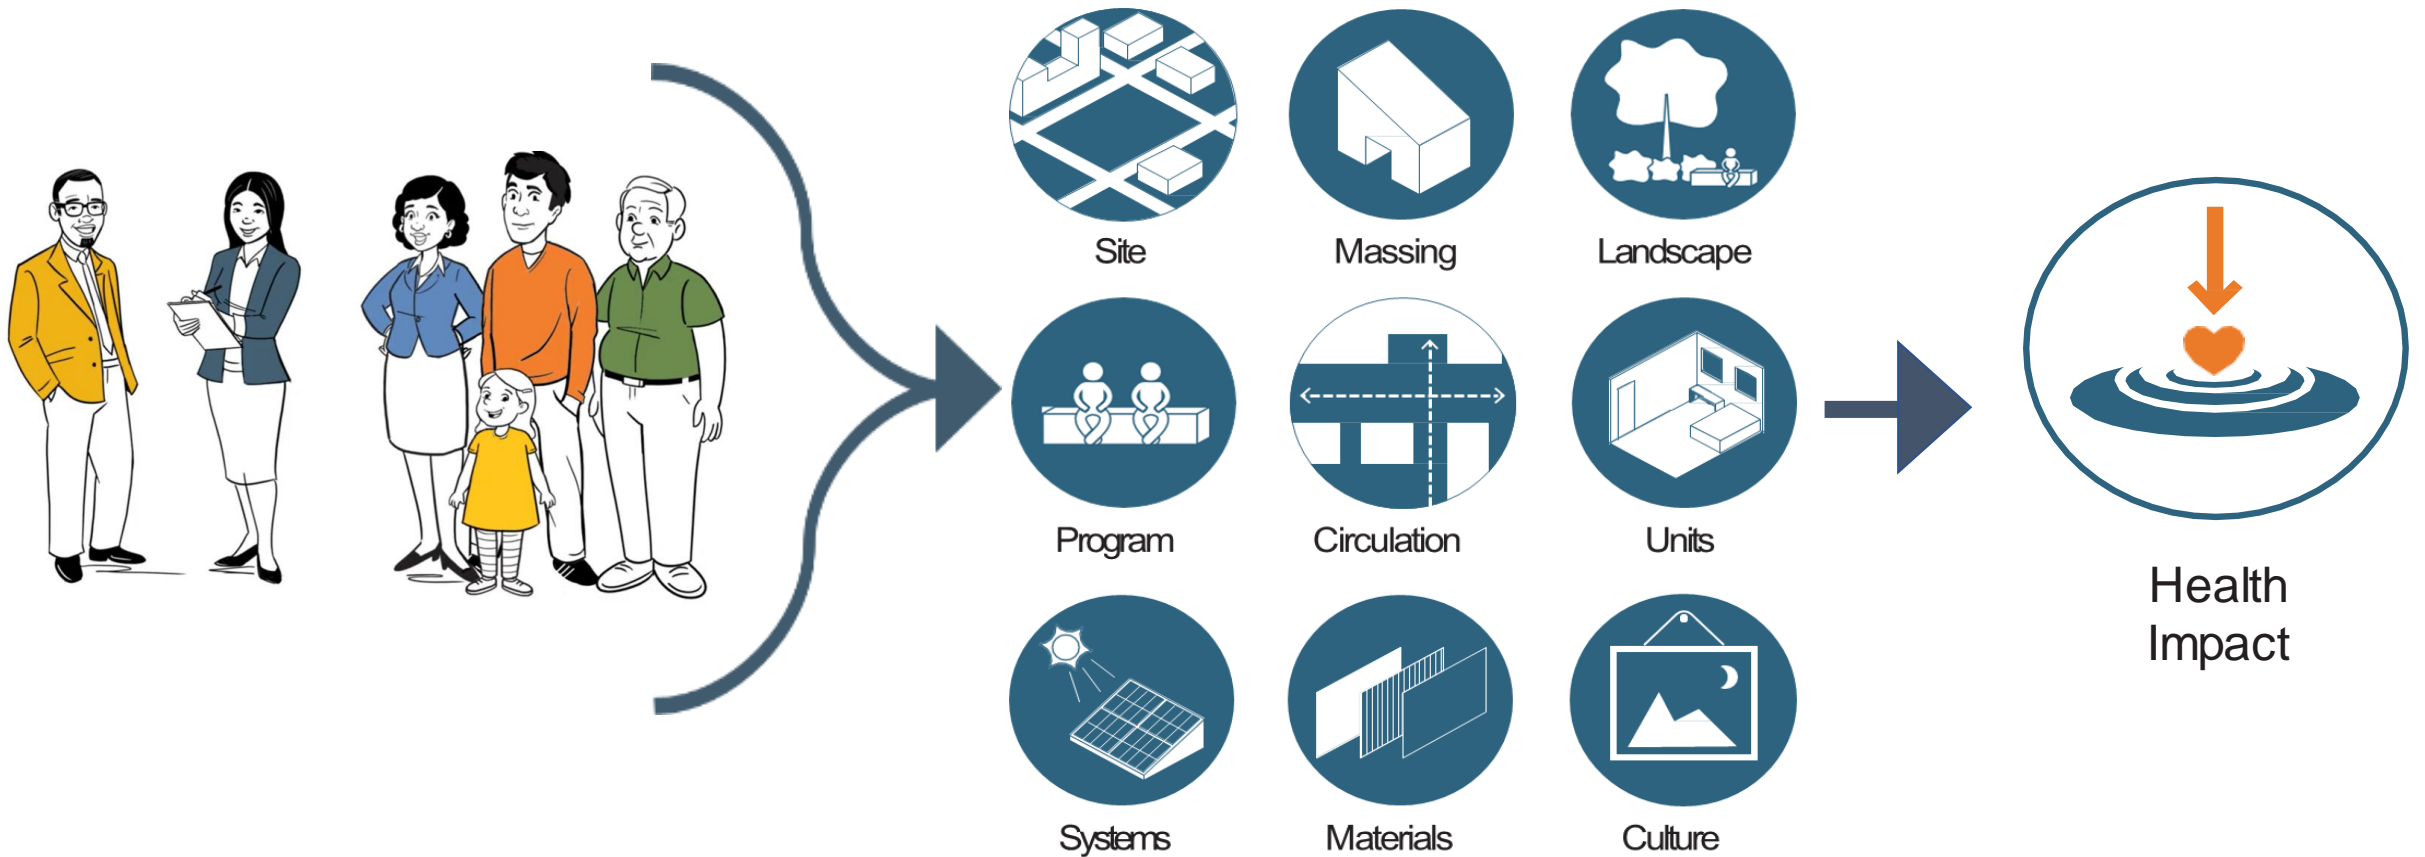 Site
Massing
Landscape
Program
Circulation
Units
Systems
Materials
Culture
Health
Impact